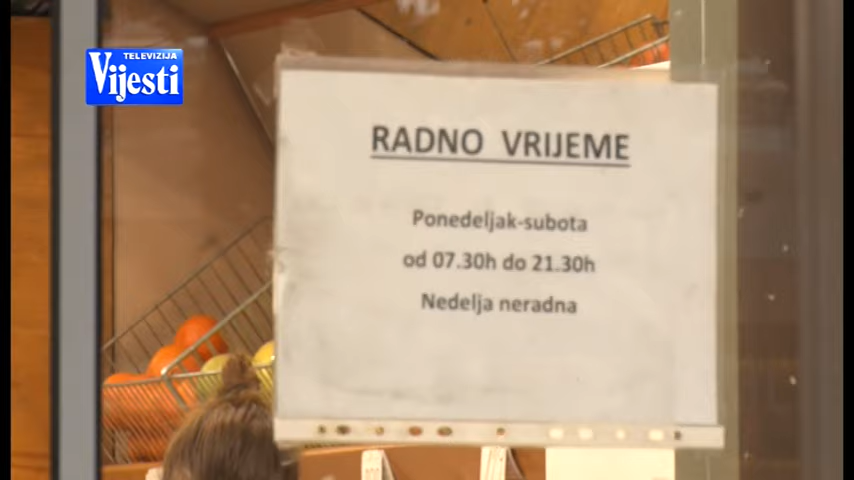 TELEVIZIJA
Vijesti
RADNO VRIJEME
Ponedeljak-subota
od 07.30h do 21.30h
Nedelja neradna